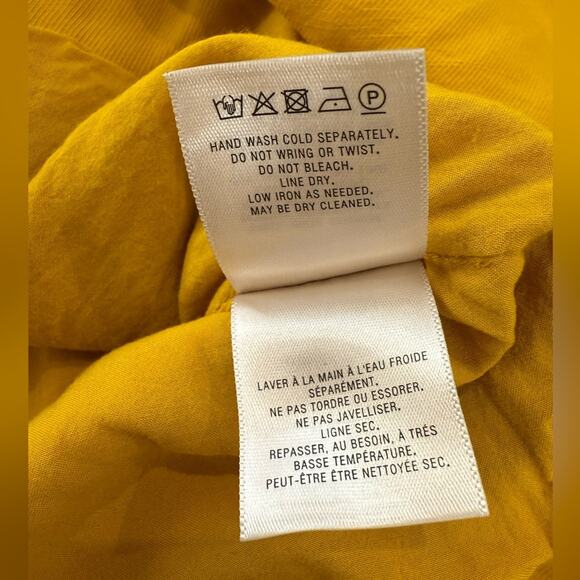 P
HAND WASH COLD SEPARATELY.
DO NOT WRING OR TWIST.
DO NOT BLEACH.
LINE DRY.
LOW IRON AS NEEDED.
MAY BE DRY CLEANED.
LAVER À LA MAIN À L'EAU FROIDE
SÉPARÉMENT.
NE PAS TORDRE OU ESSORER.
NE PAS JAVELLISER.
LIGNE SEC.
REPASSER, AU BESOIN, À TRÈS
BASSE TEMPÉRATURE.
PEUT-ÊTRE ÊTRE NETTOYÉE SEC.